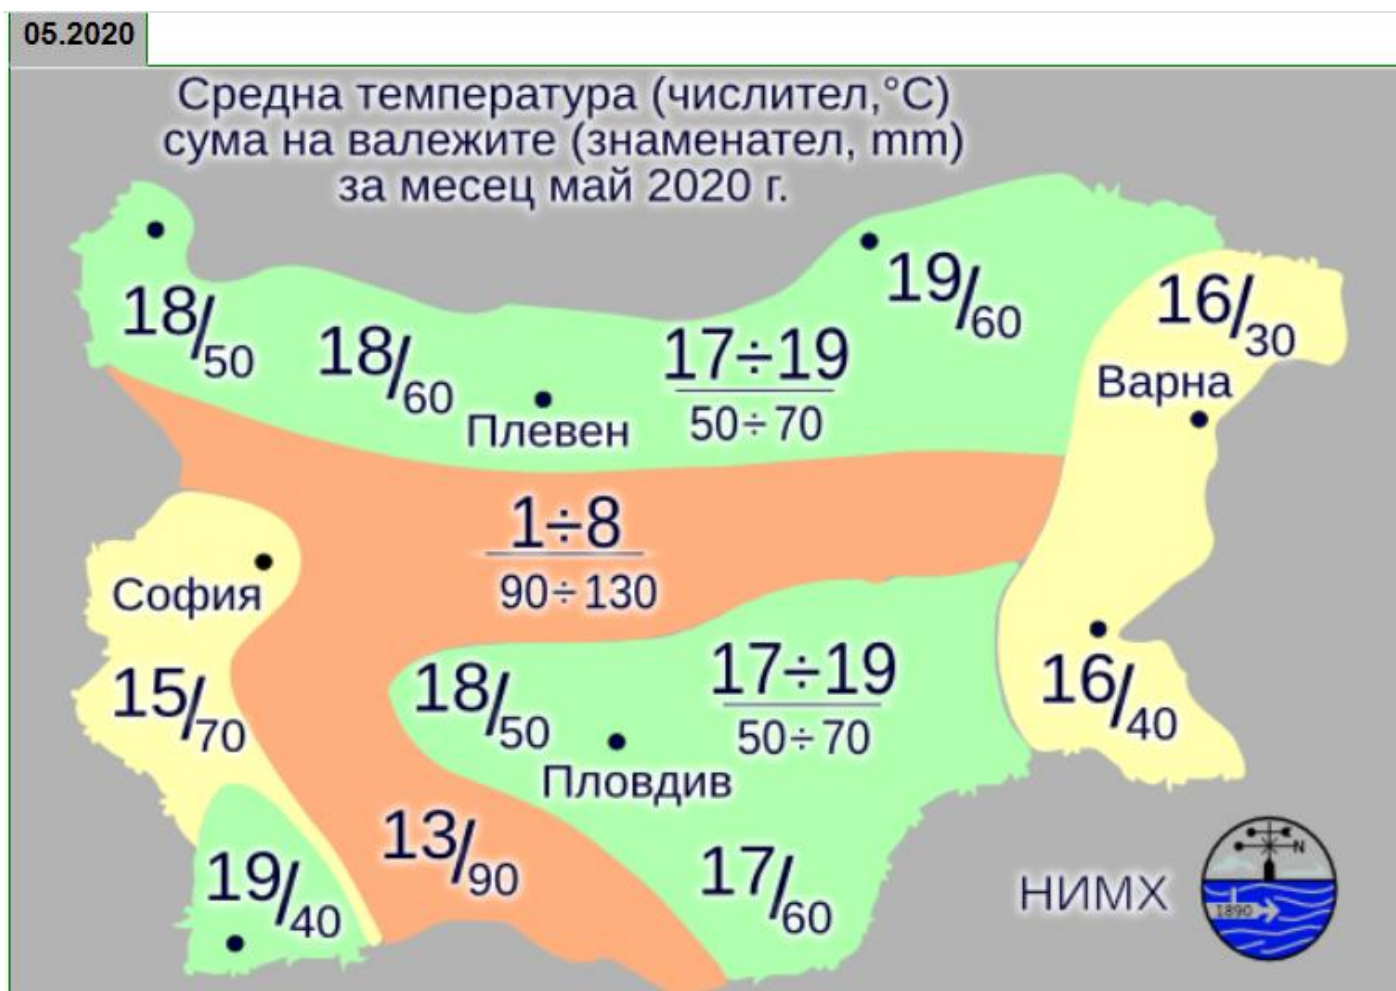 05.2020
Средна температура (числител,°C)
сума на валежите (знаменател, mm)
за месец май 2020 г.
18/50
18/60
Плевен
17÷19
50÷70
19/60
16/30
Варна
1÷8
90÷130
София
15/70
18/50
Пловдив
17÷19
50÷70
16/40
13/90
19/40
17/60
НИМХ
N
1890